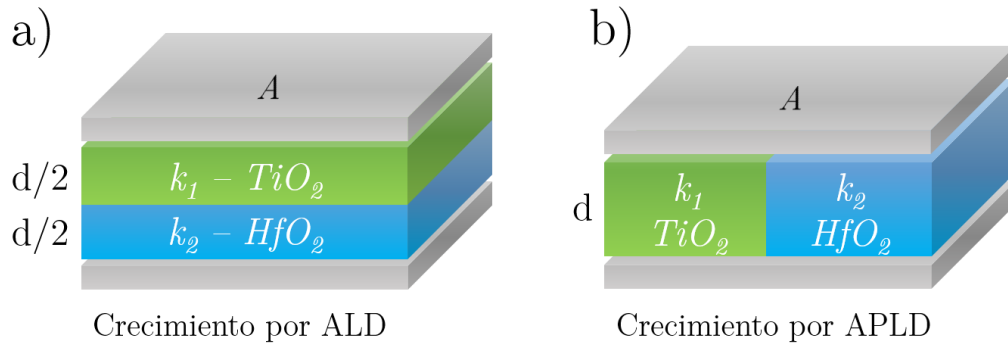 a)
A
d/2
k₁ – TiO₂
d/2
k₂ – HfO₂
Crecimiento por ALD
b)
A
d
k₁
TiO₂
k₂
HfO₂
Crecimiento por APLD